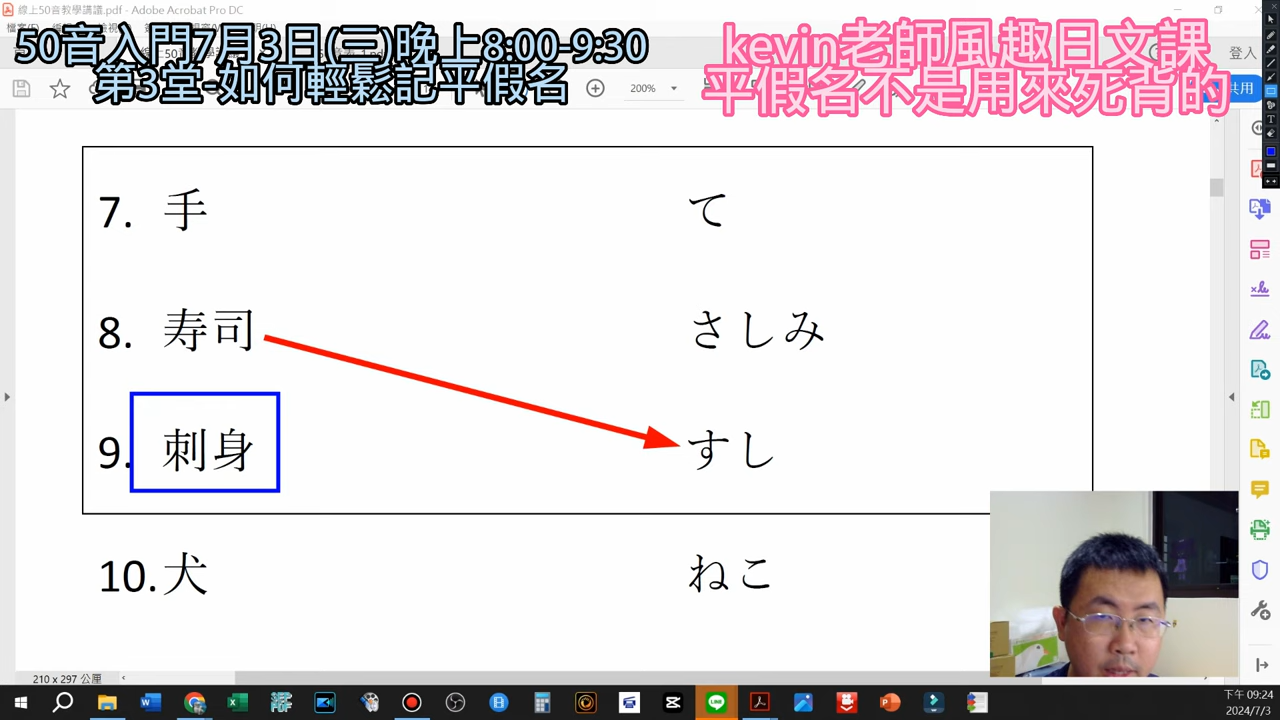 線上50音教學講議.pdf - Adobe Acrobat Pro DC
50音入門7月3日(三)晚上8:00-9:30
第3堂-如何輕鬆記平假名
kevin老師風趣日文課
平假名不是用來死背的
登入
200%
共用
7. 手 て
8. 寿司 さしみ
9. 刺身 すし
10. 犬 ねこ
210 x 297 公厘
下午 09:24
2024/7/3